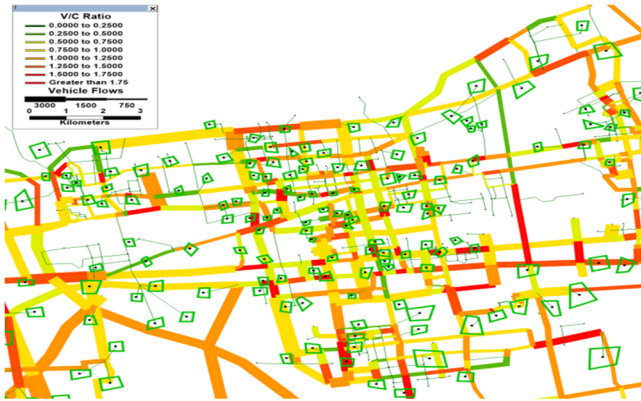 1
V/C Ratio
0.0000 to 0.2500
0.2500 to 0.5000
0.5000 to 0.7500
0.7500 to 1.0000
1.0000 to 1.2500
1.2500 to 1.5000
1.5000 to 1.7500
Greater than 1.75
Vehicle Flows
3000 1500 750
0 1 2 3
Kilometers